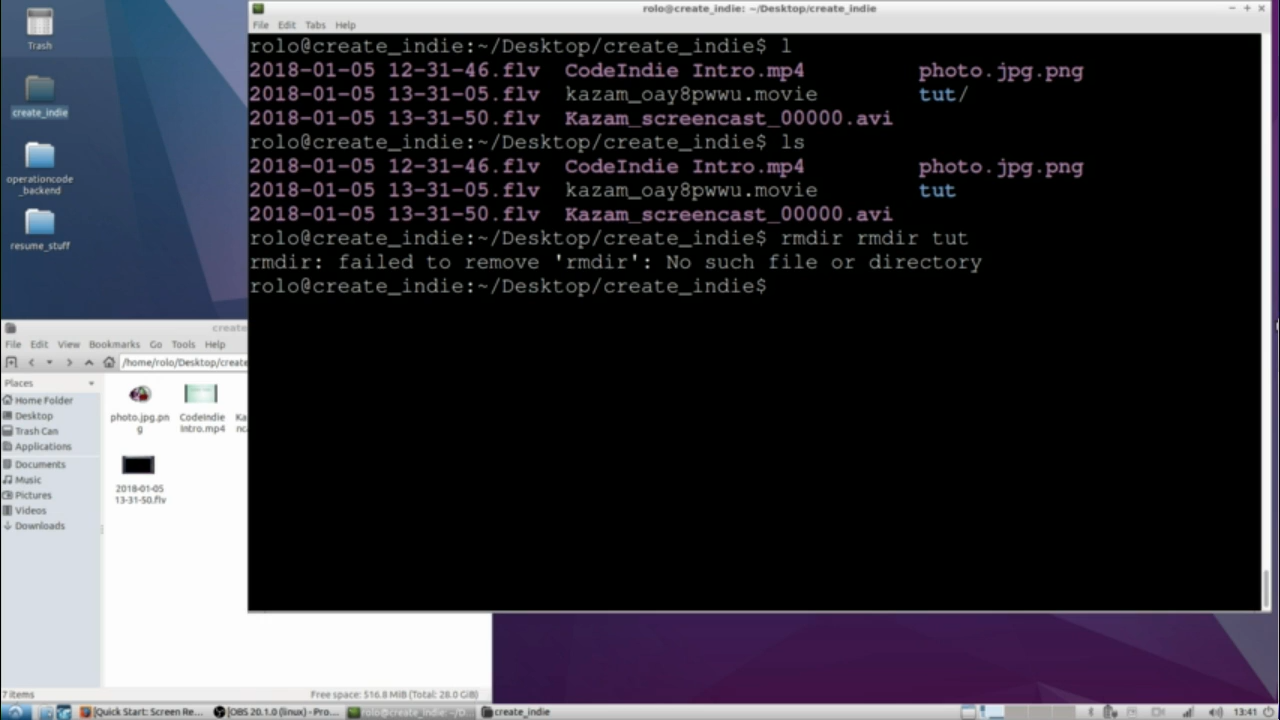 Trash
create_indie
operationcode
_backend
resume_stuff
rolo@create_indie: ~/Desktop/create_indie
File Edit Tabs Help
rolo@create_indie:~/Desktop/create_indie$ l
2018-01-05 12-31-46.flv CodeIndie Intro.mp4 photo.jpg.png
2018-01-05 13-31-05.flv kazam_oay8pwwu.movie tut/
2018-01-05 13-31-50.flv Kazam_screencast_00000.avi
rolo@create_indie:~/Desktop/create_indie$ ls
2018-01-05 12-31-46.flv CodeIndie Intro.mp4 photo.jpg.png
2018-01-05 13-31-05.flv kazam_oay8pwwu.movie tut
2018-01-05 13-31-50.flv Kazam_screencast_00000.avi
rolo@create_indie:~/Desktop/create_indie$ rmdir rmdir tut
rmdir: failed to remove 'rmdir': No such file or directory
rolo@create_indie:~/Desktop/create_indie$
create
File Edit View Bookmarks Go Tools Help
/home/rolo/Desktop/create
Places
Home Folder
Desktop
Trash Can
Applications
Documents
Music
Pictures
Videos
Downloads
photo.jpg.pn
g
CodeIndie
Intro.mp4
2018-01-05
13-31-50.flv
7 items Free space: 516.8 MiB (Total: 28.0 GiB)
[Quick Start: Screen Re... [OBS 20.1.0 (linux) - Pro... rolo@create_indie: ~/D... create_indie 13:41